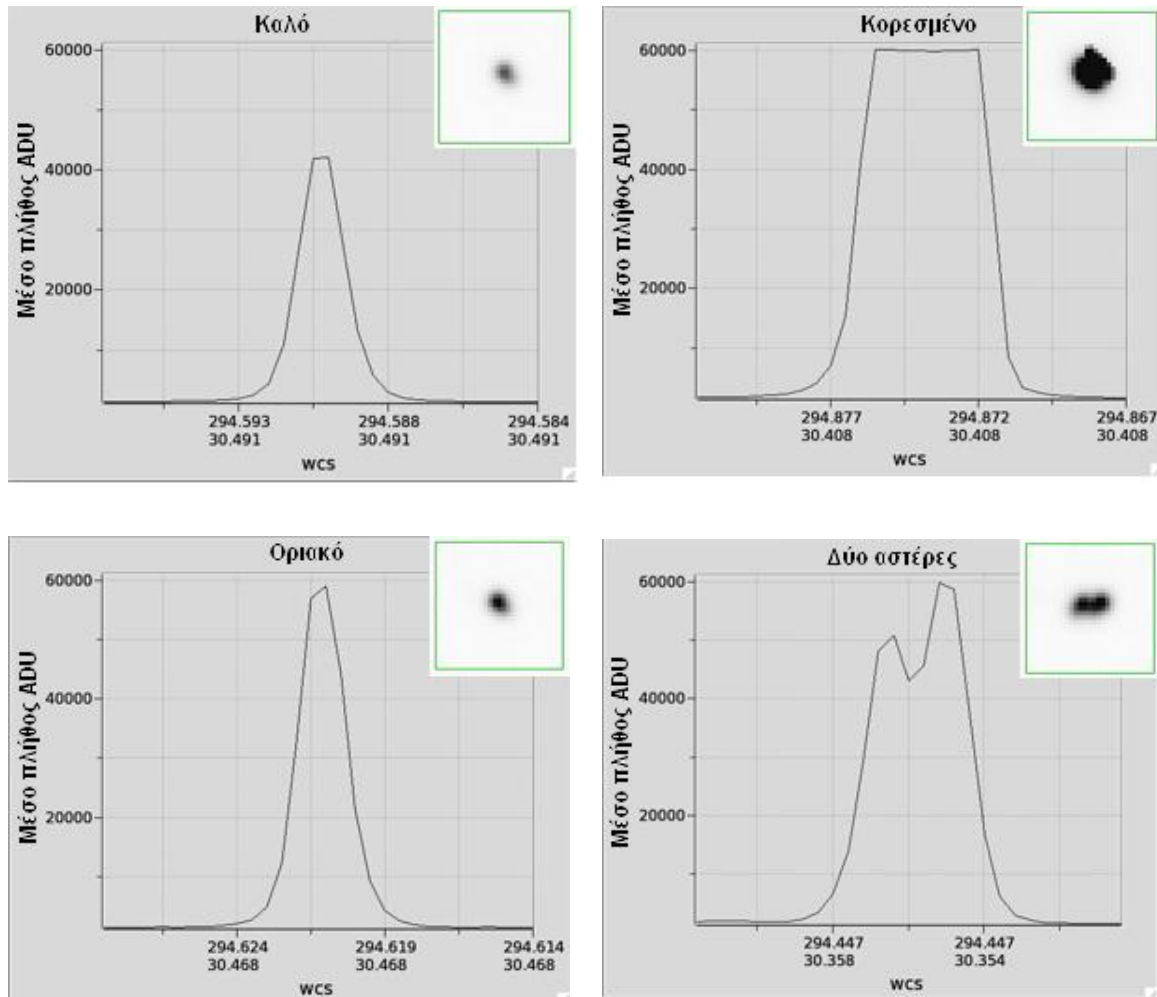 Καλό
60000
40000
20000
Μέσο πλήθος ADU
294.593 294.588 294.584
30.491 30.491 30.491
wcs
Κορεσμένο
60000
40000
20000
Μέσο πλήθος ADU
294.877 294.872 294.867
30.408 30.408 30.408
wcs
Οριακό
60000
40000
20000
Μέσο πλήθος ADU
294.624 294.619 294.614
30.468 30.468 30.468
wcs
Δύο αστέρες
60000
40000
20000
Μέσο πλήθος ADU
294.447 294.447
30.358 30.354
wcs